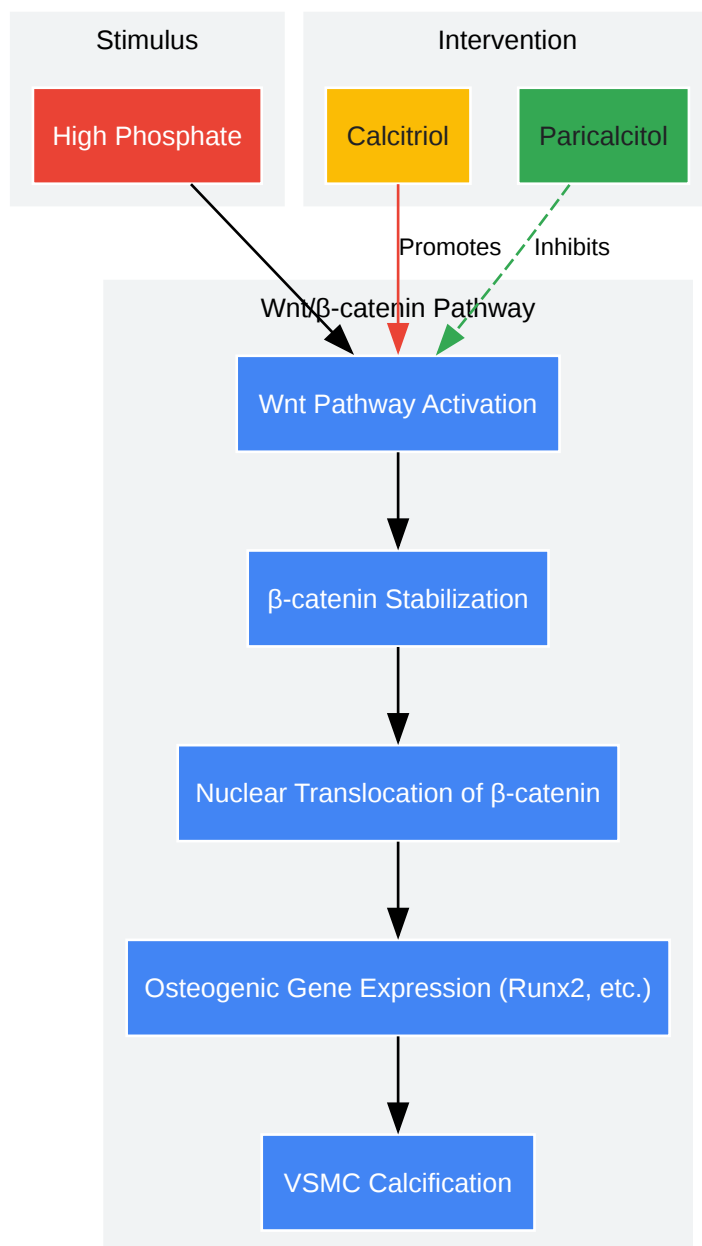 Stimulus
Intervention
High Phosphate
Calcitriol
Paricalcitol
Promotes
Inhibits
Wnt/β-catenin Pathway
Wnt Pathway Activation
β-catenin Stabilization
Nuclear Translocation of β-catenin
Osteogenic Gene Expression (Runx2, etc.)
VSMC Calcification